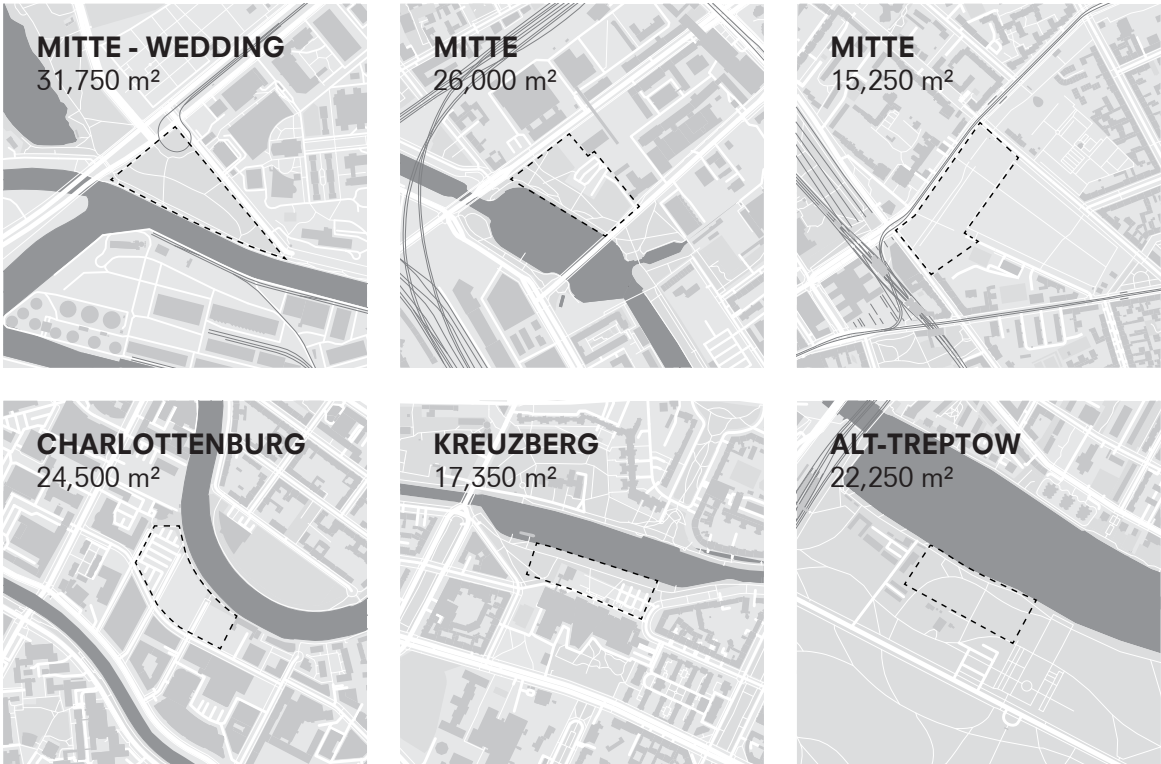 MITTE - WEDDING
31,750 m²
MITTE
26,000 m²
MITTE
15,250 m²
CHARLOTTENBURG
24,500 m²
KREUZBERG
17,350 m²
ALT-TREPTOW
22,250 m²